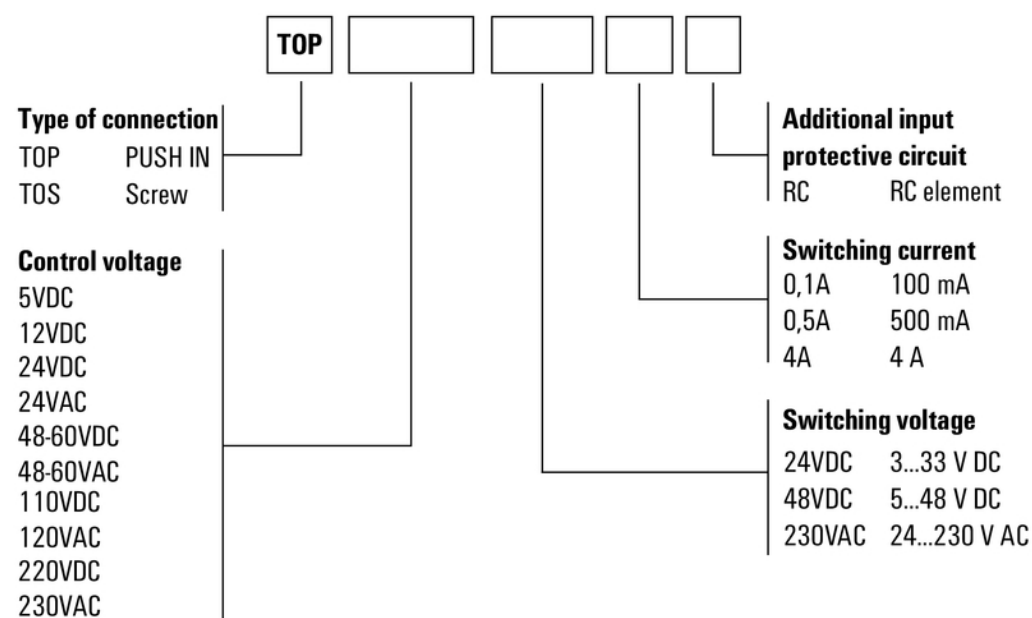 TOP
Type of connection
TOP PUSH IN
TOS Screw
Control voltage
5VDC
12VDC
24VDC
24VAC
48-60VDC
48-60VAC
110VDC
120VAC
220VDC
230VAC
Additional input
protective circuit
RC RC element
Switching current
0,1A 100 mA
0,5A 500 mA
4A 4 A
Switching voltage
24VDC 3...33 V DC
48VDC 5...48 V DC
230VAC 24...230 V AC